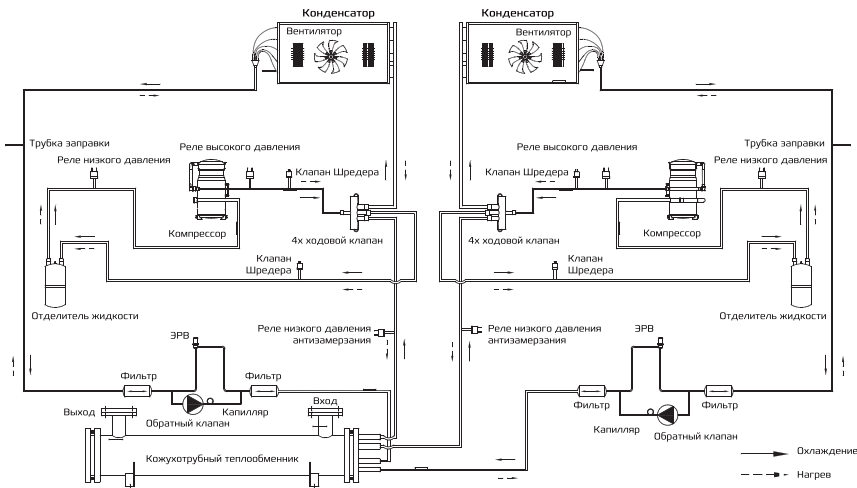 Конденсатор
Конденсатор
Вентилятор
Вентилятор
Трубка заправки
Реле высокого давления
Реле низкого давления
Клапан Шредера
Реле высокого давления
Трубка заправки
Клапан Шредера
Реле низкого давления
Компрессор
4х ходовой клапан
4х ходовой клапан
Компрессор
Клапан
Шредера
Клапан
Шредера
Отделитель жидкости
Отделитель жидкости
ЭРВ
Реле низкого давления
антизамерзания
Реле низкого давления
антизамерзания
ЭРВ
Фильтр
Фильтр
Выход
Капилляр
Вход
Обратный клапан
Фильтр
Фильтр
Капилляр
Обратный клапан
Кожухотрубный теплообменник
Охлаждение
Нагрев